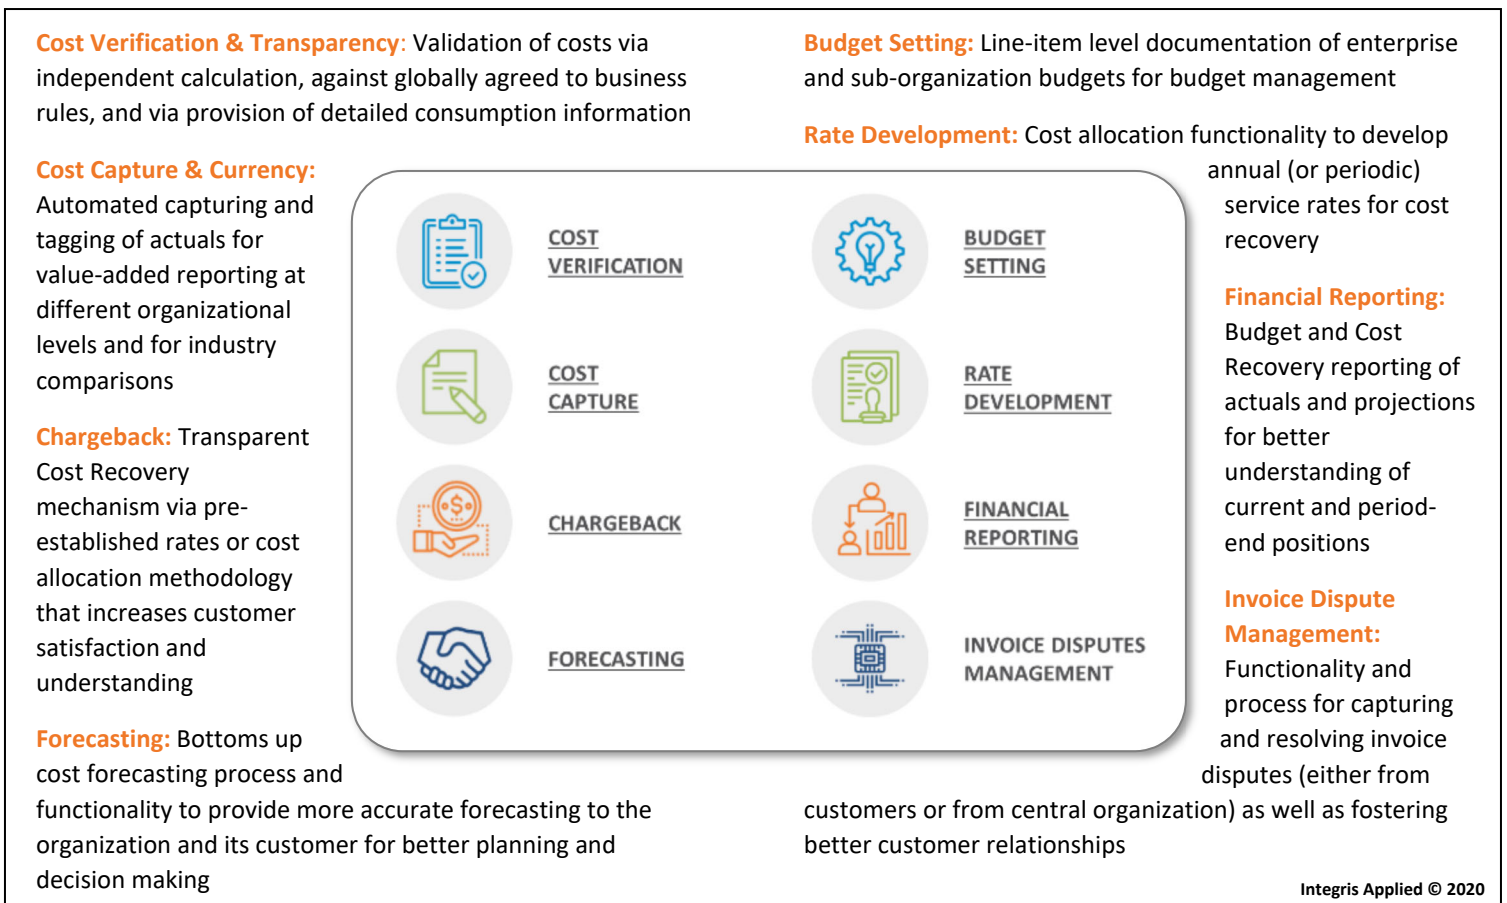 Cost Verification & Transparency: Validation of costs via
independent calculation, against globally agreed to business
rules, and via provision of detailed consumption information
Cost Capture & Currency:
Automated capturing and
tagging of actuals for
value-added reporting at
different organizational
levels and for industry
comparisons
Chargeback: Transparent
Cost Recovery
mechanism via pre-
established rates or cost
allocation methodology
that increases customer
satisfaction and
understanding
Forecasting: Bottoms up
cost forecasting process and
functionality to provide more accurate forecasting to the
organization and its customer for better planning and
decision making
COST
VERIFICATION
COST
CAPTURE
CHARGEBACK
FORECASTING
BUDGET
SETTING
RATE
DEVELOPMENT
FINANCIAL
REPORTING
INVOICE DISPUTES
MANAGEMENT
Budget Setting: Line-item level documentation of enterprise
and sub-organization budgets for budget management
Rate Development: Cost allocation functionality to develop
annual (or periodic)
service rates for cost
recovery
Financial Reporting:
Budget and Cost
Recovery reporting of
actuals and projections
for better
understanding of
current and period-
end positions
Invoice Dispute
Management:
Functionality and
process for capturing
and resolving invoice
disputes (either from
customers or from central organization) as well as fostering
better customer relationships
Integris Applied © 2020